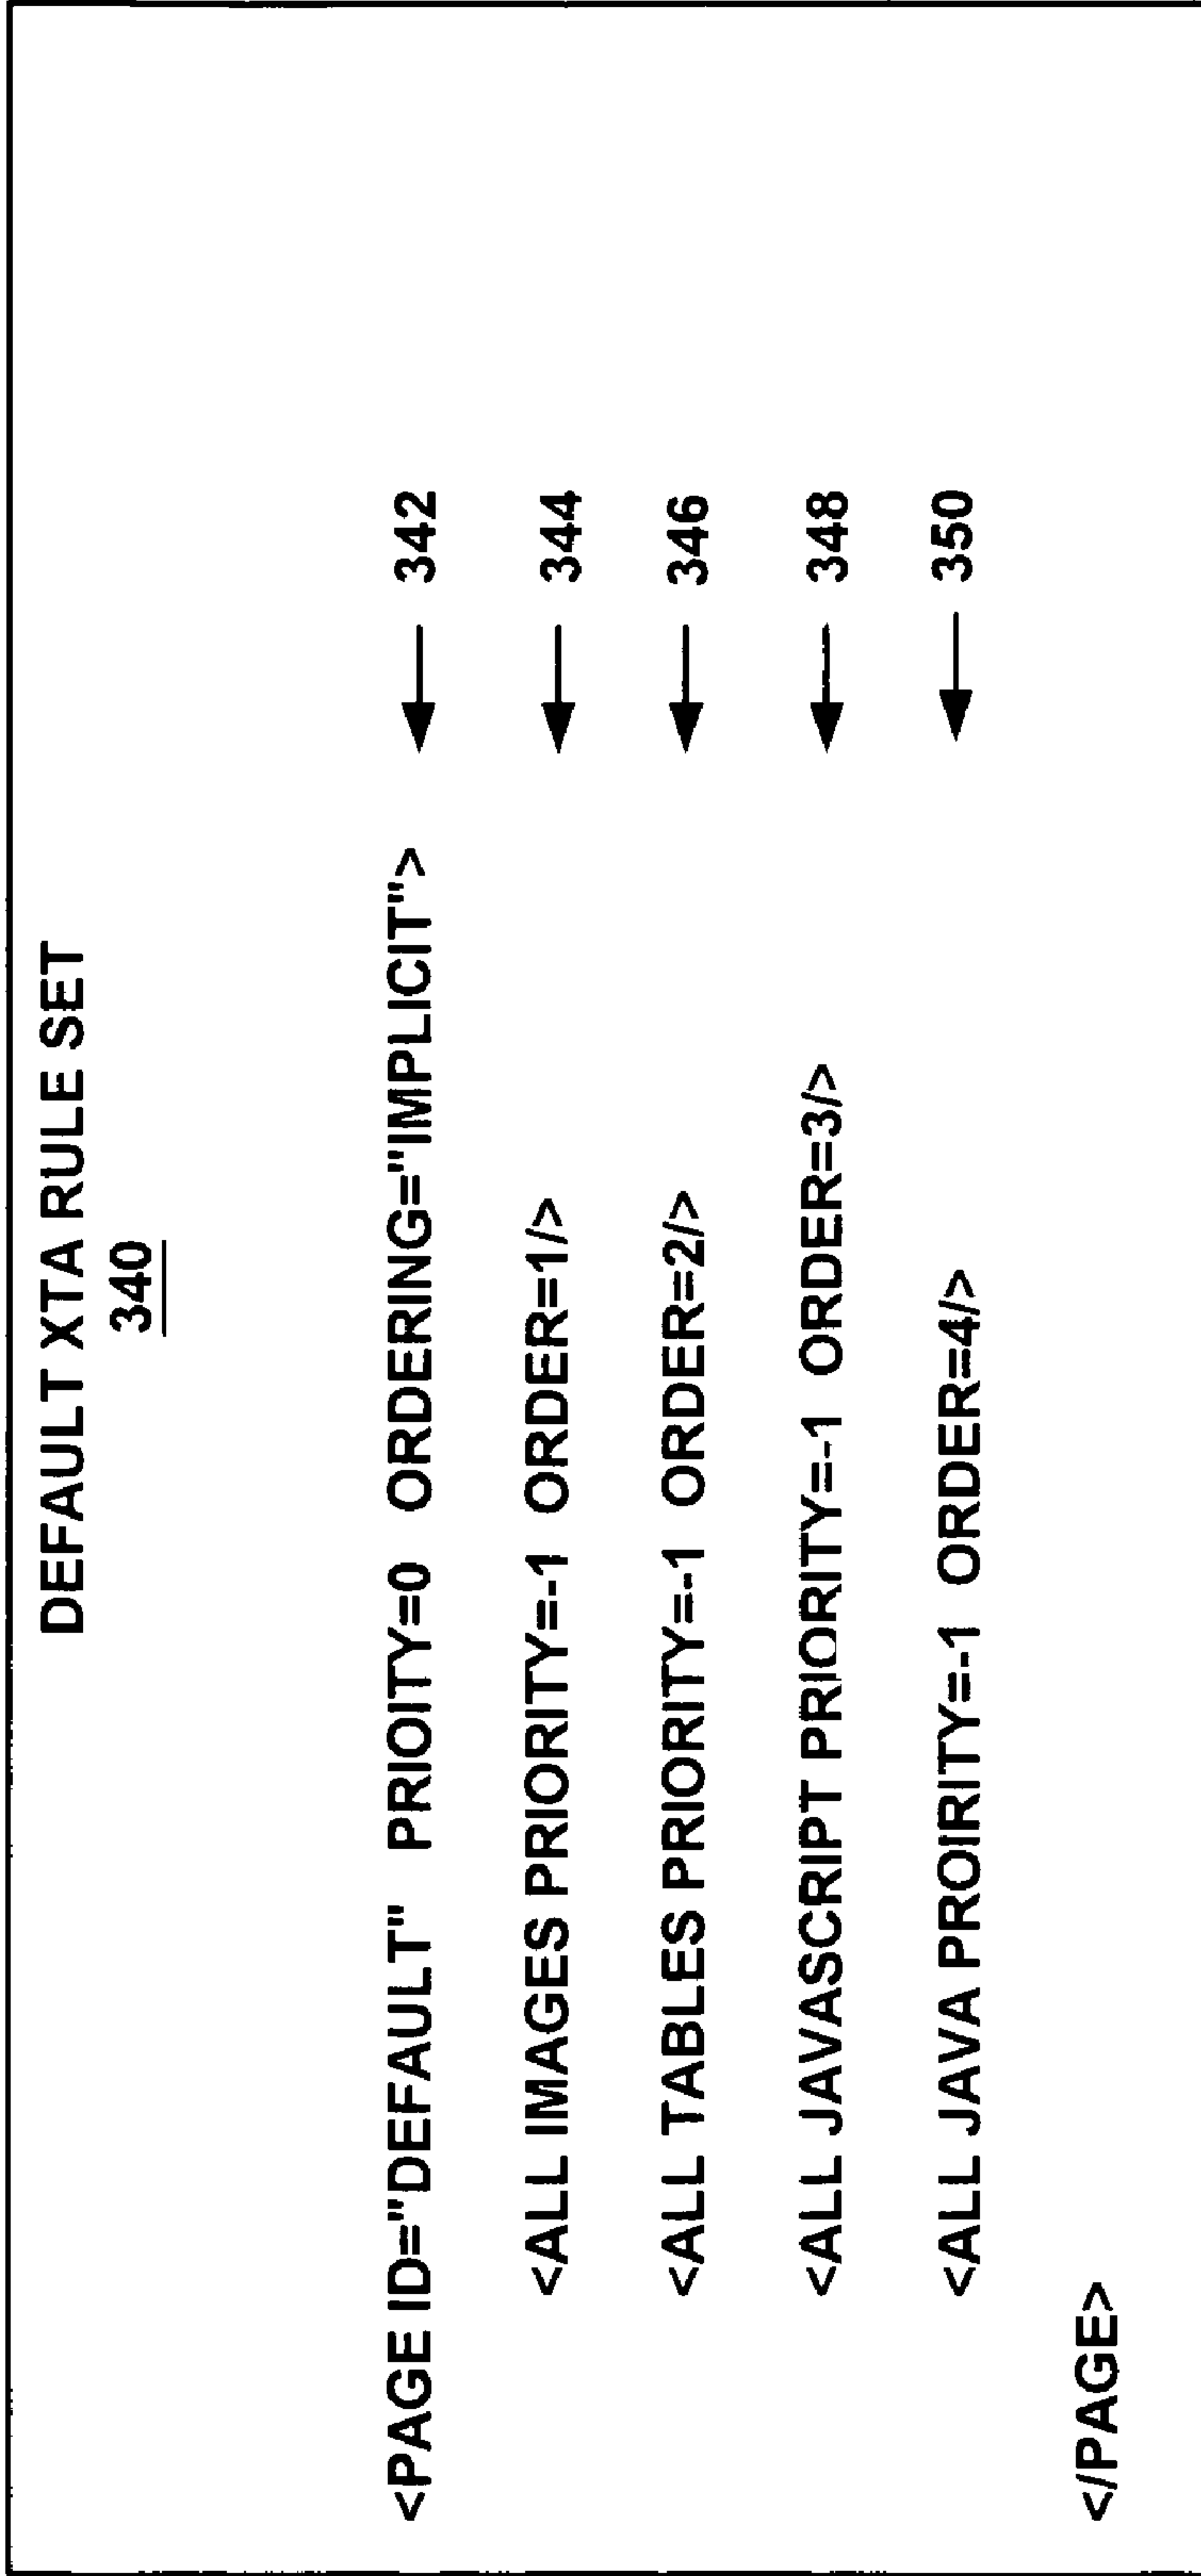 DEFAULT XTA RULE SET
340
<PAGE ID="DEFAULT" PRIOITY=0 ORDERING="IMPLICIT"> 342
<ALL IMAGES PRIORITY=-1 ORDER=1/> 344
<ALL TABLES PRIORITY=-1 ORDER=2/> 346
<ALL JAVASCRIPT PRIORITY=-1 ORDER=3/> 348
<ALL JAVA PROIRITY=-1 ORDER=4/> 350
</PAGE>